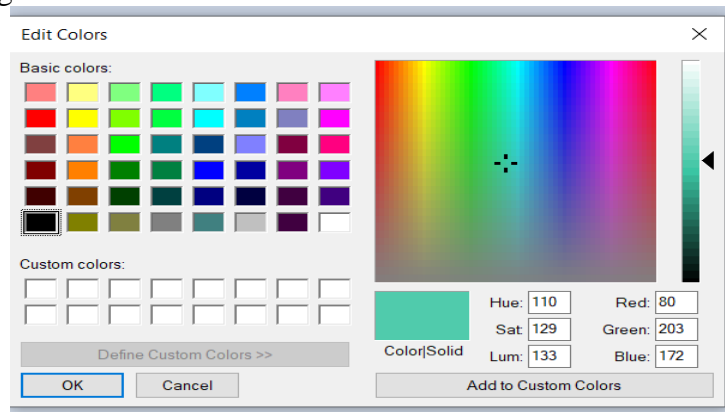 Edit Colors
Basic colors:
Custom colors:
Define Custom Colors >>
OK Cancel
Color|Solid
Hue: 110 Red: 80
Sat: 129 Green: 203
Lum: 133 Blue: 172
Add to Custom Colors